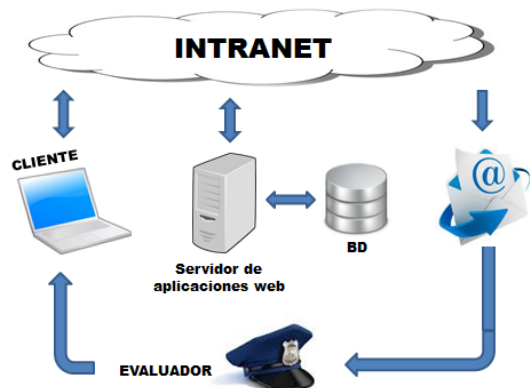 INTRANET
CLIENTE
@
Servidor de
aplicaciones web
BD
EVALUADOR